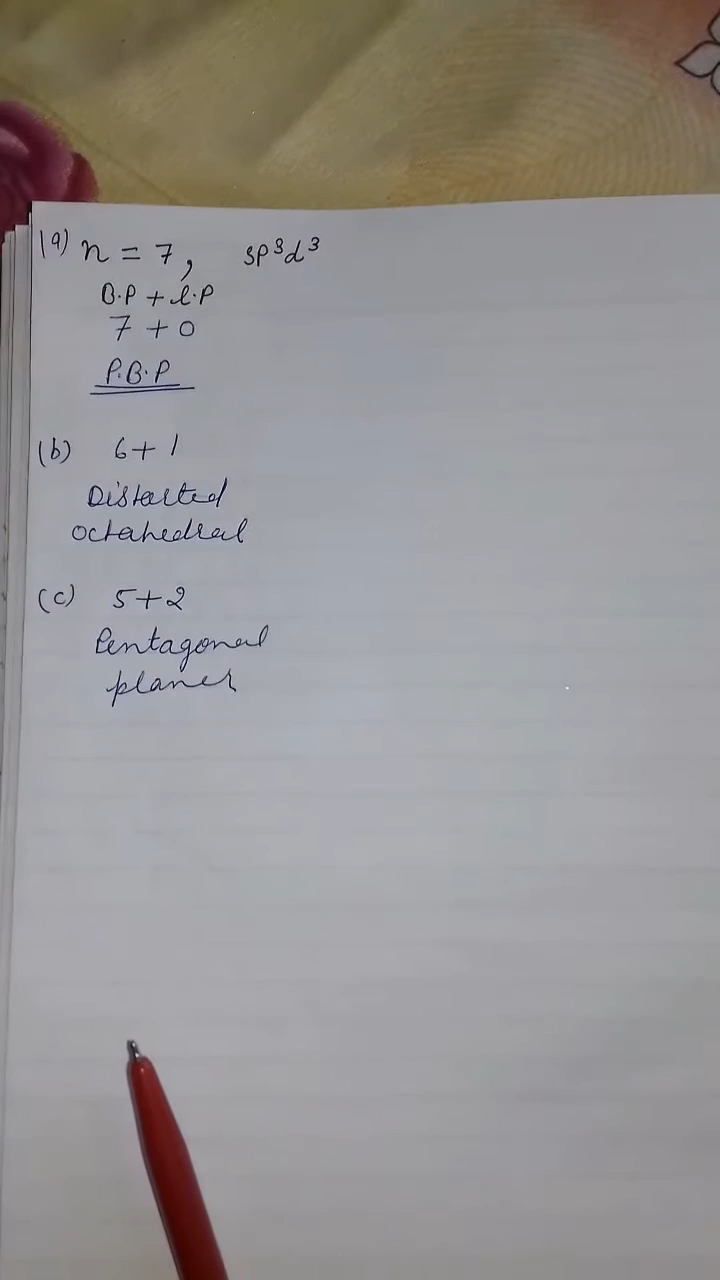 (a) n = 7, sp³d³
B.P + l.P
7 + 0
P.B.P
(b) 6+1
Distorted
octahedral
(c) 5+2
Pentagonal
planer